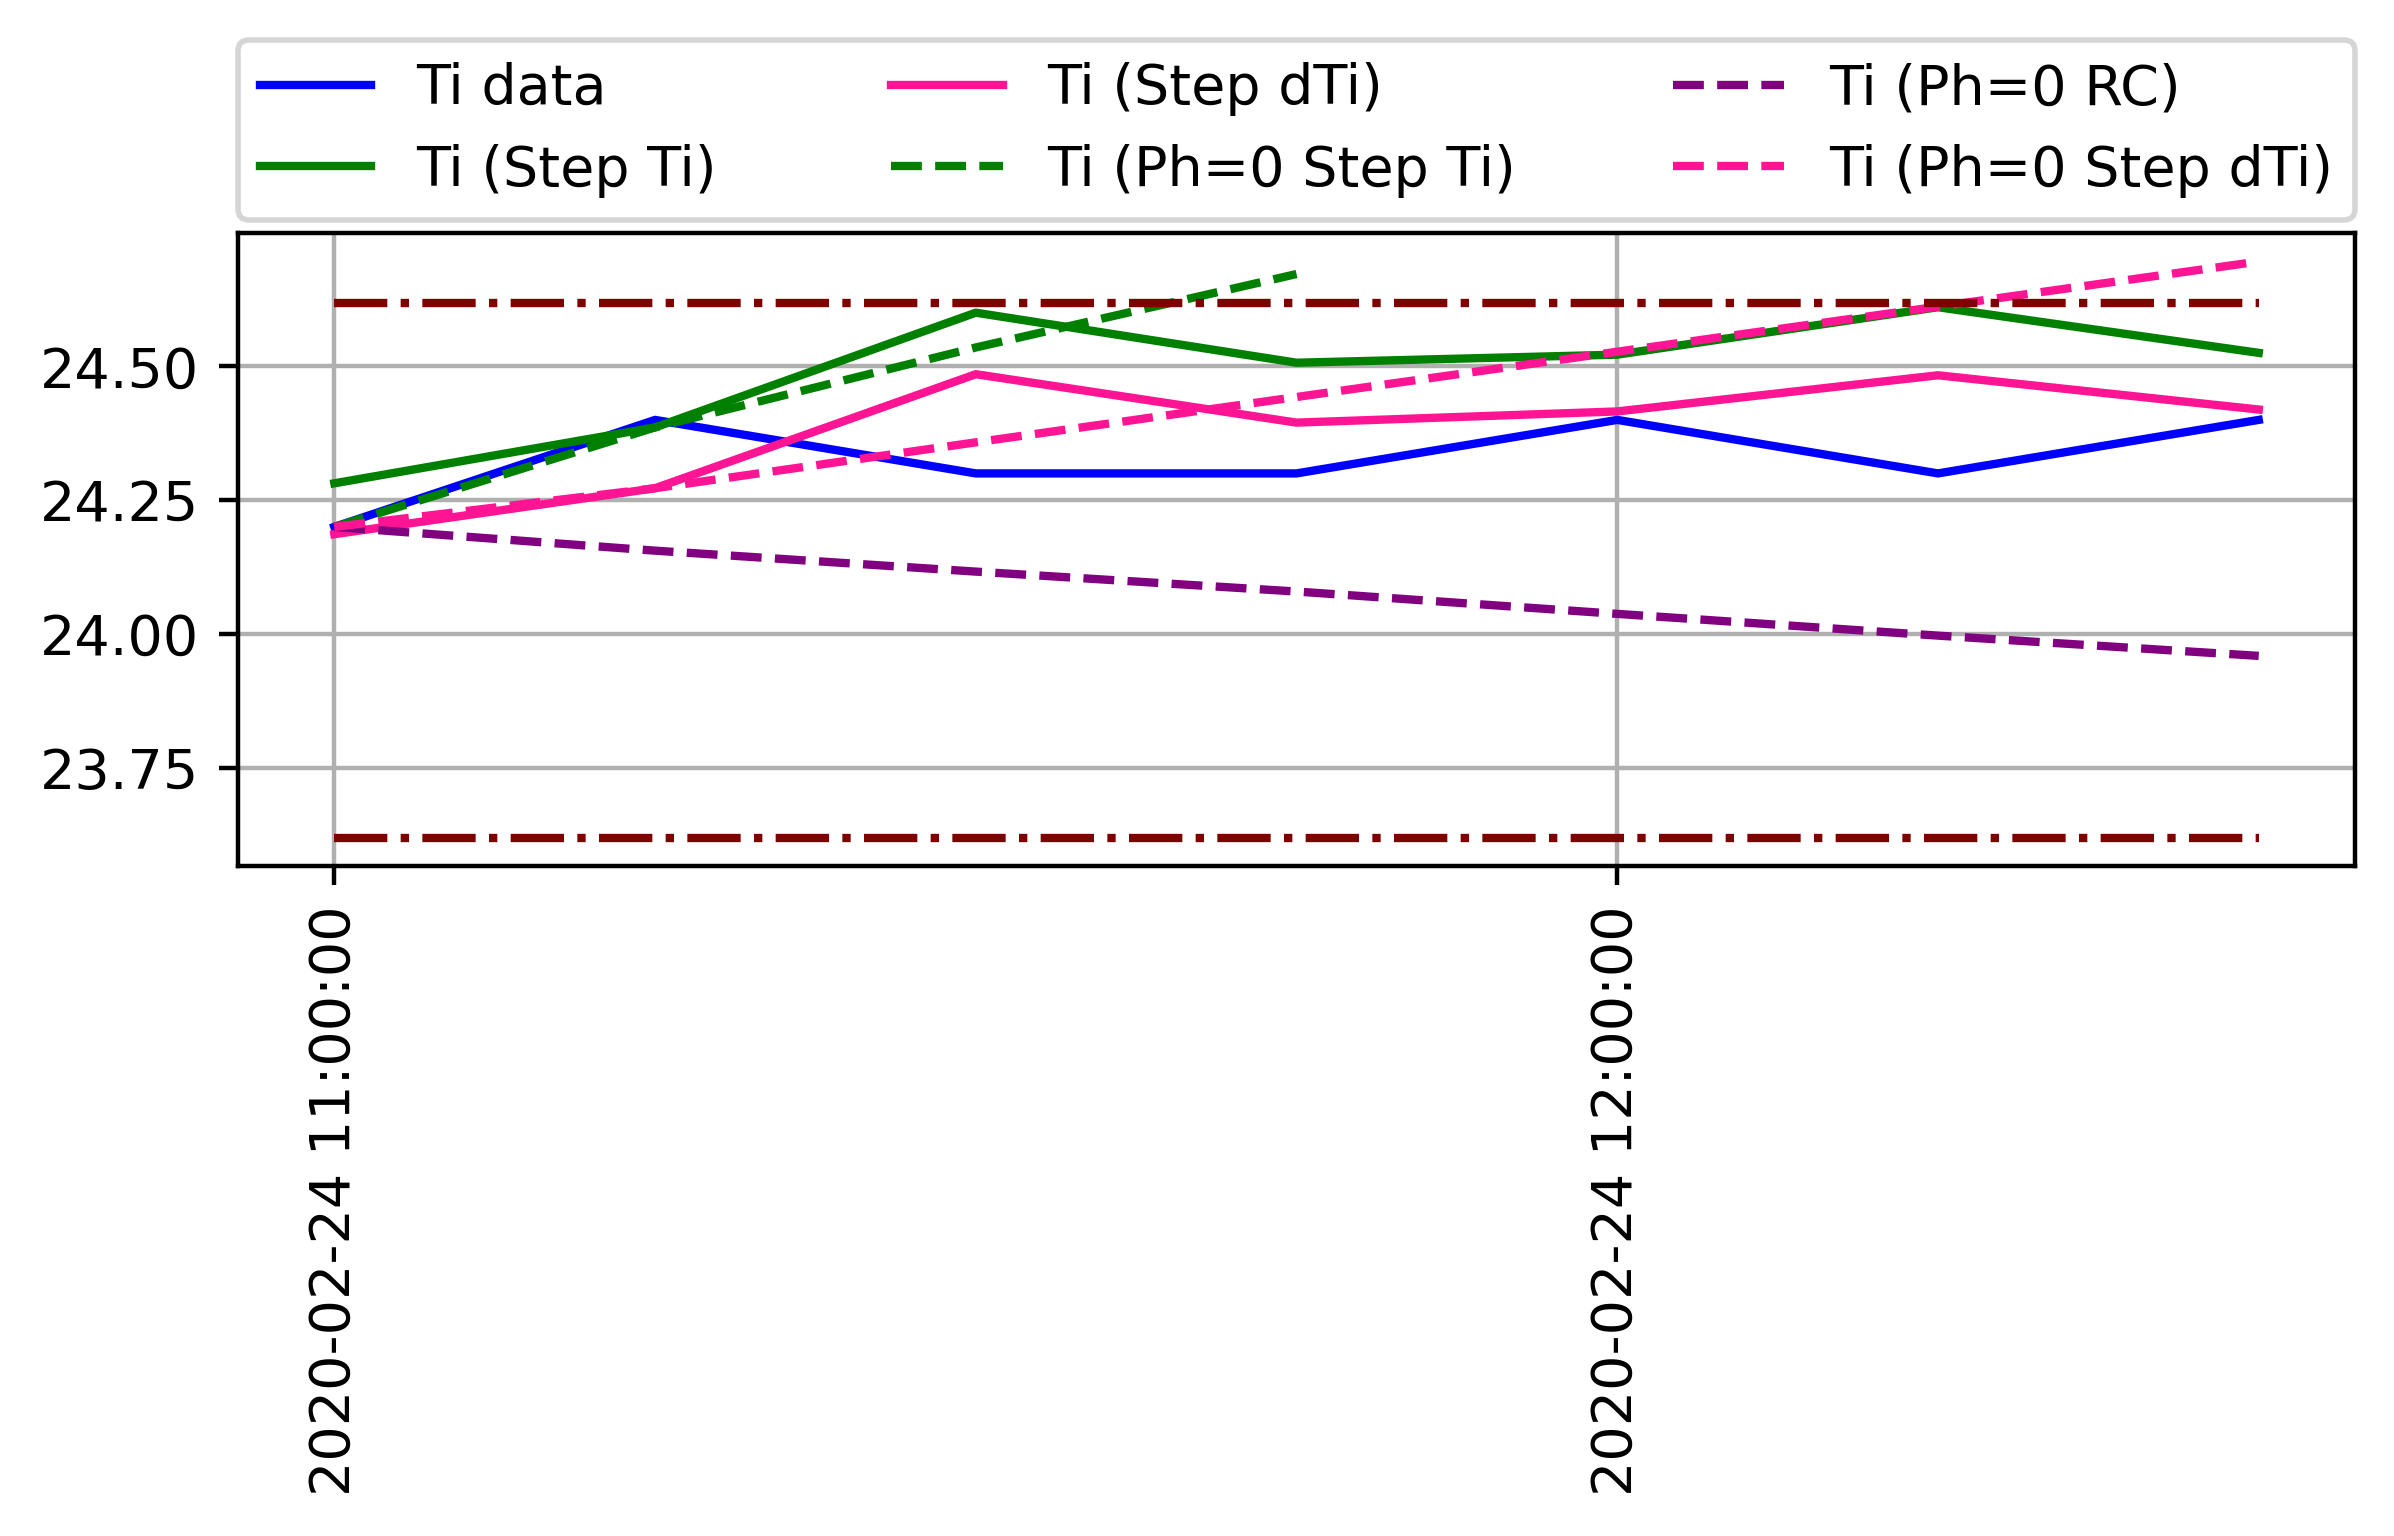 Ti data
Ti (Step Ti)
Ti (Step dTi)
Ti (Ph=0 Step Ti)
Ti (Ph=0 RC)
Ti (Ph=0 Step dTi)
24.50
24.25
24.00
23.75
2020-02-24 11:00:00
2020-02-24 12:00:00